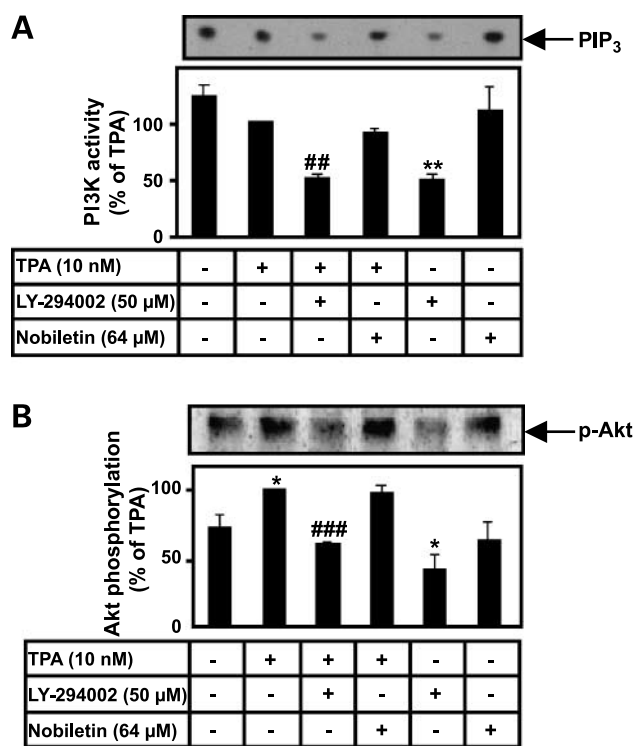 A
PIP3
PI3K activity
(% of TPA)
100
50
0
##
**
TPA (10 nM) - + + + - -
LY-294002 (50 µM) - - + - + -
Nobiletin (64 µM) - - - + - +
B
p-Akt
Akt phosphorylation
(% of TPA)
100
50
0
*
###
*
TPA (10 nM) - + + + - -
LY-294002 (50 µM) - - + - + -
Nobiletin (64 µM) - - - + - +